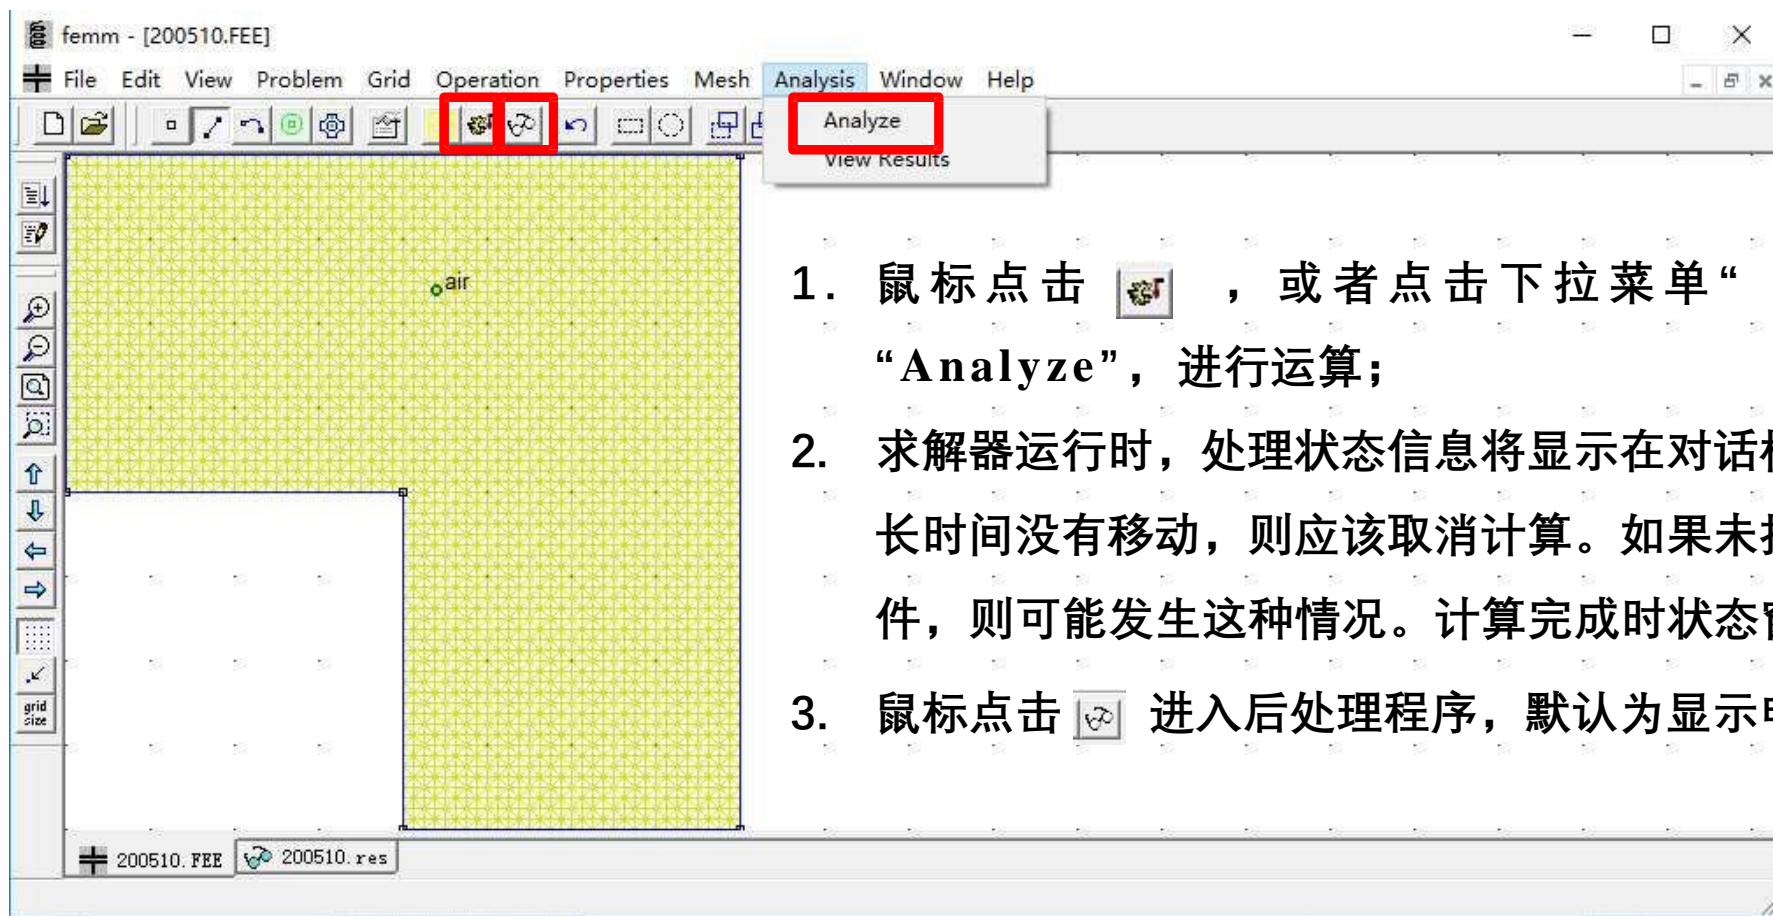 femm - [200510.FEE]
File Edit View Problem Grid Operation Properties Mesh Analysis Window Help
Analyze
View Results
air
1. 鼠标点击 ，或者点击下拉菜单“
“Analyze”，进行运算；
2. 求解器运行时，处理状态信息将显示在对话
长时间没有移动，则应该取消计算。如果未
件，则可能发生这种情况。计算完成时状态
3. 鼠标点击 进入后处理程序，默认为显示
grid
size
200510.FEE 200510.res